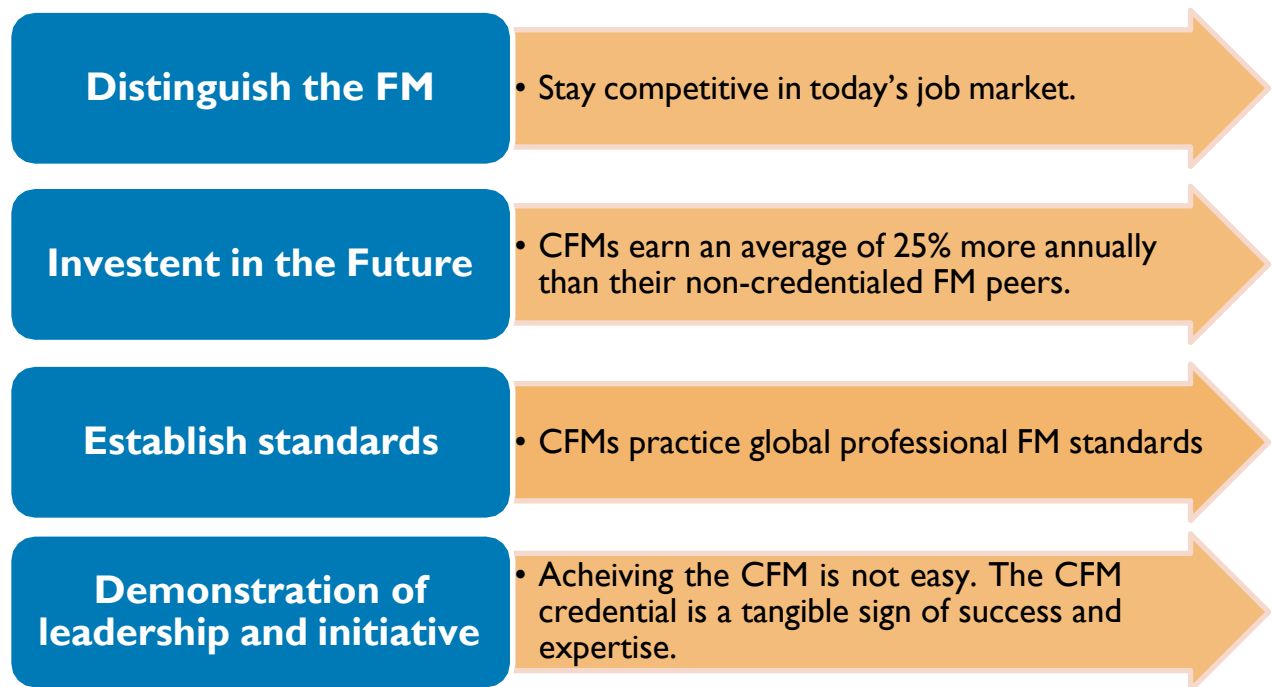 Distinguish the FM
• Stay competitive in today's job market.
Investent in the Future
• CFMs earn an average of 25% more annually
than their non-credentialed FM peers.
Establish standards
• CFMs practice global professional FM standards
Demonstration of
leadership and initiative
• Acheiving the CFM is not easy. The CFM
credential is a tangible sign of success and
expertise.